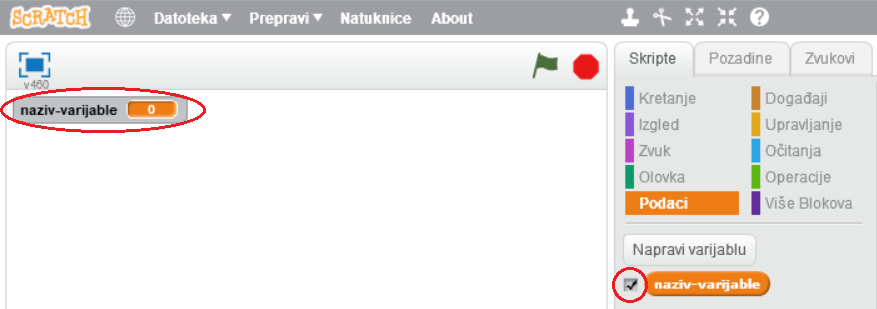 SCRATCH Datoteka Prepravi Natuknice About
v460
naziv-varijable 0
Skripte Pozadine Zvukovi
Kretanje Događaji
Izgled Upravljanje
Zvuk Očitanja
Olovka Operacije
Podaci Više Blokova
Napravi varijablu
naziv-varijable